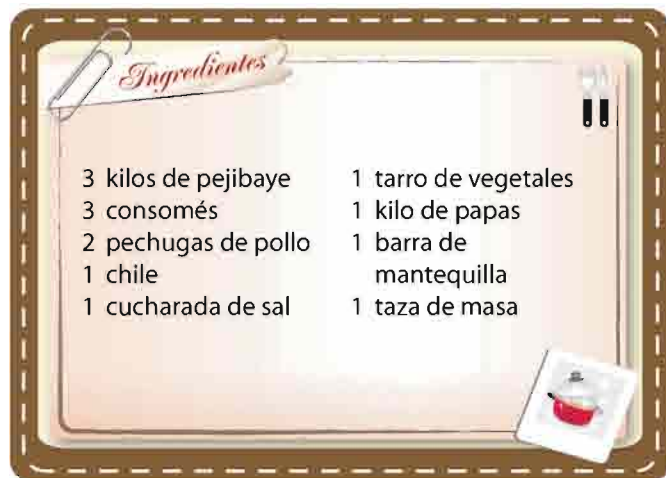 Ingredientes
3 kilos de pejibaye
3 consomés
2 pechugas de pollo
1 chile
1 cucharada de sal
1 tarro de vegetales
1 kilo de papas
1 barra de
mantequilla
1 taza de masa